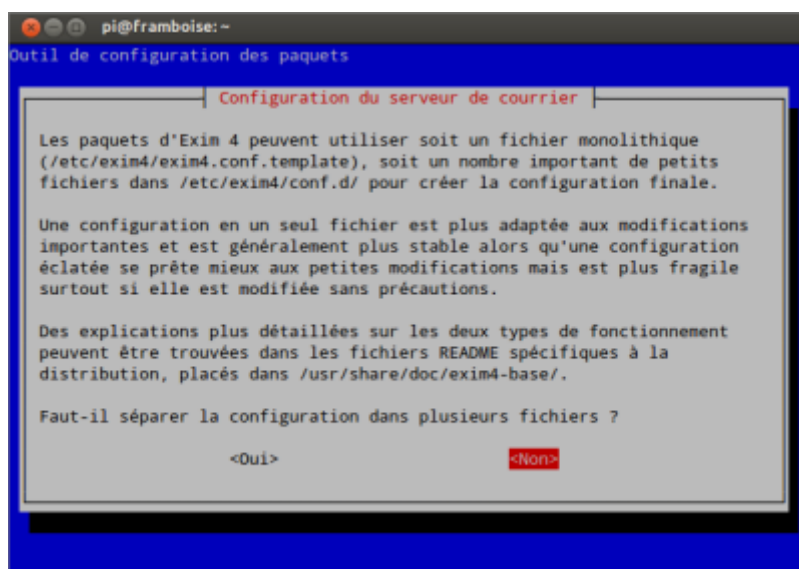 pi@framboise: ~
Outil de configuration des paquets
Configuration du serveur de courrier
Les paquets d'Exim 4 peuvent utiliser soit un fichier monolithique
(/etc/exim4/exim4.conf.template), soit un nombre important de petits
fichiers dans /etc/exim4/conf.d/ pour créer la configuration finale.
Une configuration en un seul fichier est plus adaptée aux modifications
importantes et est généralement plus stable alors qu'une configuration
éclatée se prête mieux aux petites modifications mais est plus fragile
surtout si elle est modifiée sans précautions.
Des explications plus détaillées sur les deux types de fonctionnement
peuvent être trouvées dans les fichiers README spécifiques à la
distribution, placés dans /usr/share/doc/exim4-base/.
Faut-il séparer la configuration dans plusieurs fichiers ?
<Oui> <Non>